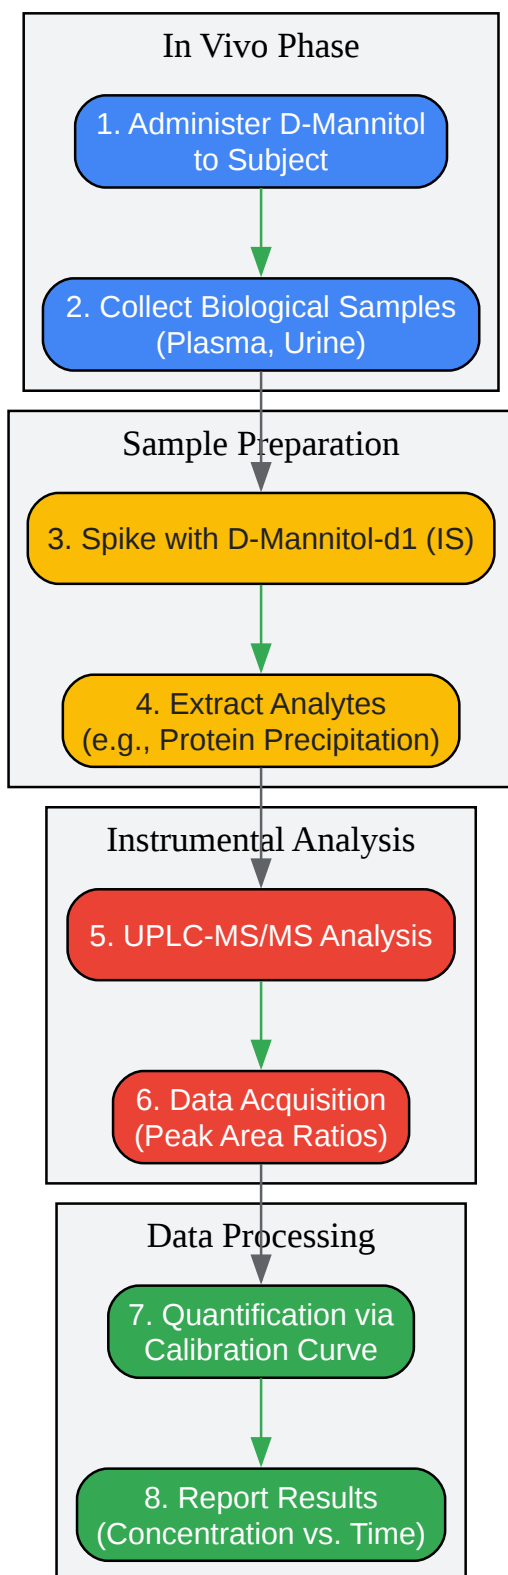 In Vivo Phase
1. Administer D-Mannitol
to Subject
2. Collect Biological Samples
(Plasma, Urine)
Sample Preparation
3. Spike with D-Mannitol-d1 (IS)
4. Extract Analytes
(e.g., Protein Precipitation)
Instrumental Analysis
5. UPLC-MS/MS Analysis
6. Data Acquisition
(Peak Area Ratios)
Data Processing
7. Quantification via
Calibration Curve
8. Report Results
(Concentration vs. Time)